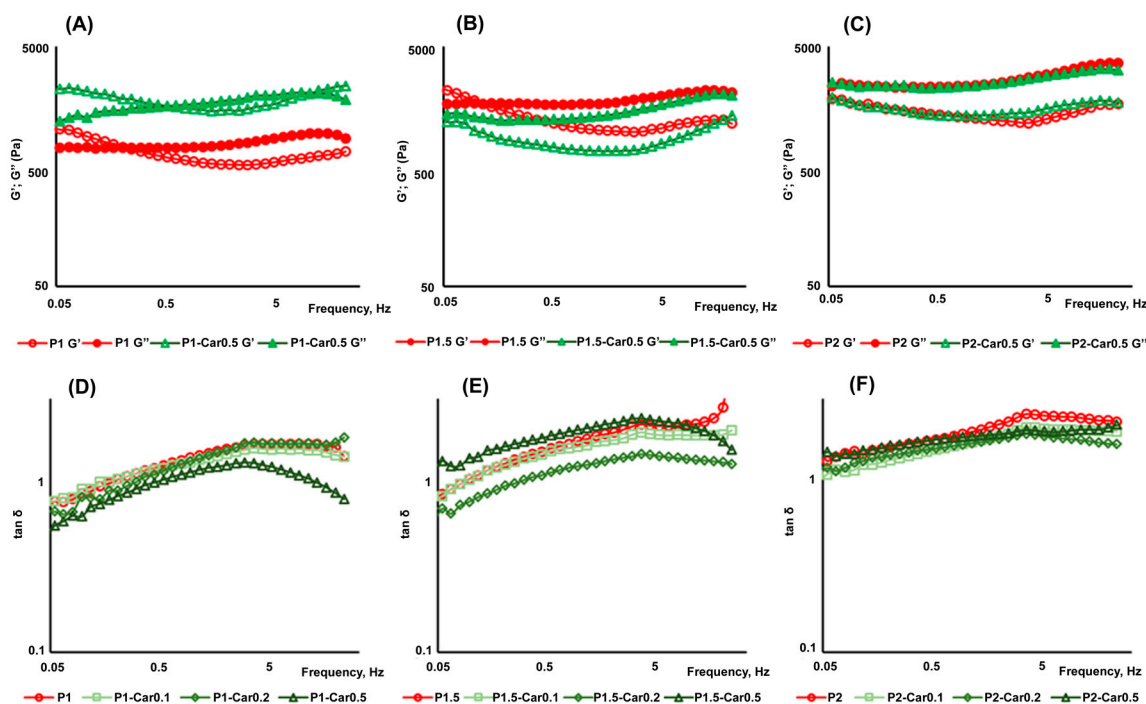 (A)
5000
500
50
G’; G’’ (Pa)
0.05 0.5 5
Frequency, Hz
P1 G’ P1 G’’ P1-Car0.5 G’ P1-Car0.5 G’’
(B)
5000
500
50
G’; G’’ (Pa)
0.05 0.5 5
Frequency, Hz
P1.5 G’ P1.5 G’’ P1.5-Car0.5 G’ P1.5-Car0.5 G’’
(C)
5000
500
50
G’; G’’ (Pa)
0.05 0.5 5
Frequency, Hz
P2 G’ P2 G’’ P2-Car0.5 G’ P2-Car0.5 G’’
(D)
1
0.1
tan δ
0.05 0.5 5
Frequency, Hz
P1 P1-Car0.1 P1-Car0.2 P1-Car0.5
(E)
1
0.1
tan δ
0.05 0.5 5
Frequency, Hz
P1.5 P1.5-Car0.1 P1.5-Car0.2 P1.5-Car0.5
(F)
1
0.1
tan δ
0.05 0.5 5
Frequency, Hz
P2 P2-Car0.1 P2-Car0.2 P2-Car0.5